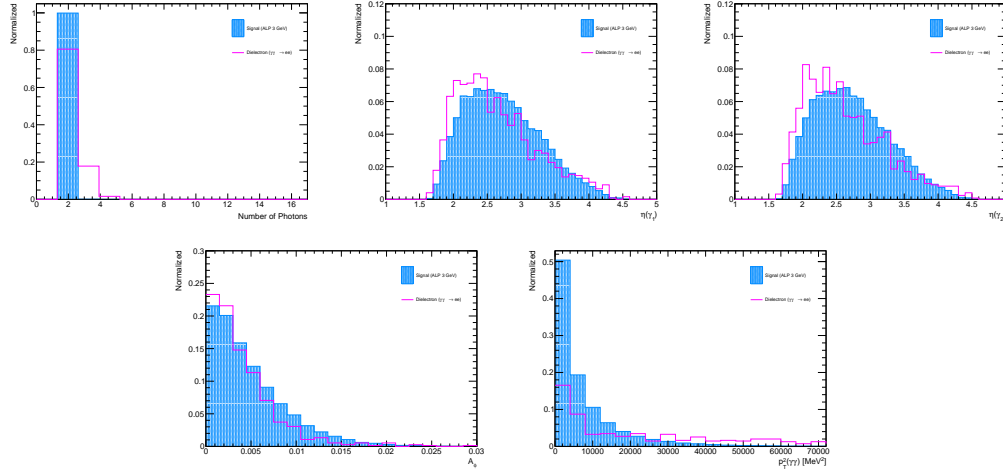 Normalized
1
0.8
0.6
0.4
0.2
0
0 2 4 6 8 10 12 14 16
Number of Photons
Signal (ALP 3 GeV)
Dielectron (γγ → ee)
Normalized
0.12
0.1
0.08
0.06
0.04
0.02
0
1 1.5 2 2.5 3 3.5 4 4.5 5
η(γ₁)
Signal (ALP 3 GeV)
Dielectron (γγ → ee)
Normalized
0.12
0.1
0.08
0.06
0.04
0.02
0
1 1.5 2 2.5 3 3.5 4 4.5
η(γ₂
Signal (ALP 3 GeV)
Dielectron (γγ → ee)
Normalized
0.3
0.25
0.2
0.15
0.1
0.05
0
0 0.005 0.01 0.015 0.02 0.025 0.03
Signal (ALP 3 GeV)
Dielectron (γγ → ee)
Normalized
0.5
0.4
0.3
0.2
0.1
0
0 10000 20000 30000 40000 50000 60000 70000
(γγ) [MeV²]
Signal (ALP 3 GeV)
Dielectron (γγ → ee)